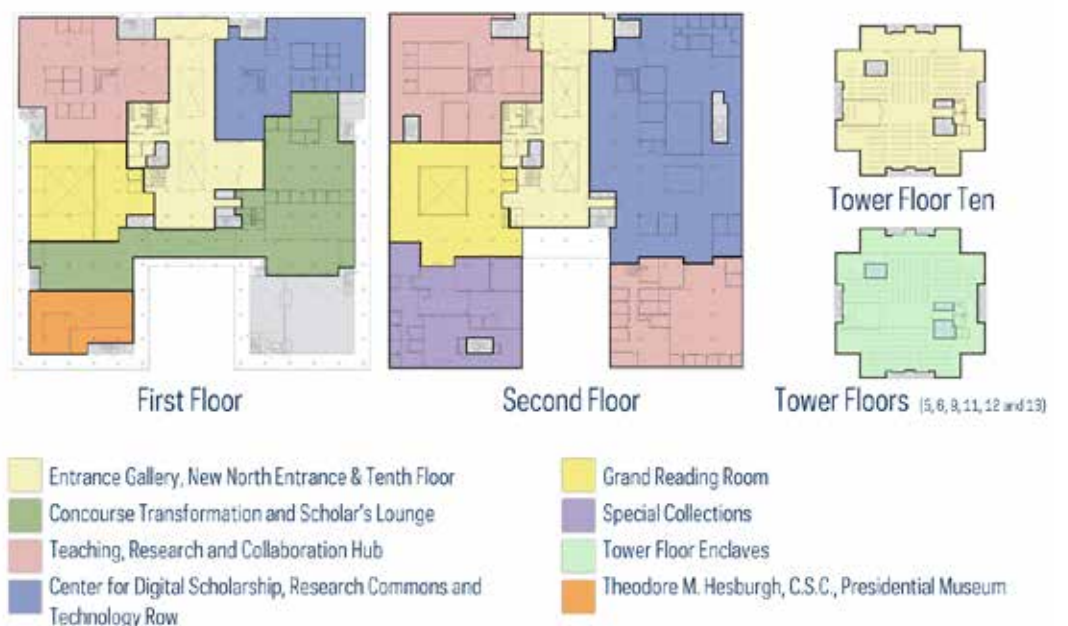 Tower Floor Ten
First Floor
Second Floor
Tower Floors (5, 6, 9, 11, 12 and 13)
Entrance Gallery, New North Entrance & Tenth Floor
Concourse Transformation and Scholar's Lounge
Teaching, Research and Collaboration Hub
Center for Digital Scholarship, Research Commons and
Technology Row
Grand Reading Room
Special Collections
Tower Floor Enclaves
Theodore M. Hesburgh, C.S.C., Presidential Museum